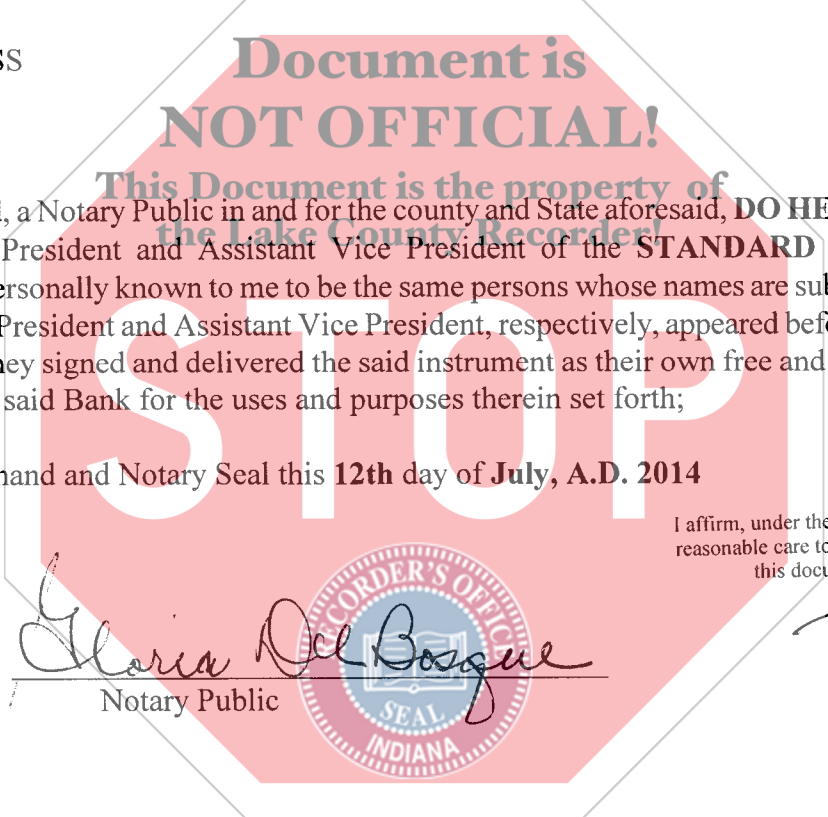 SS
Document is
NOT OFFICIAL!
This Document is the property of
the Lake County Recorder!
, a Notary Public in and for the county and State aforesaid, DO HE
President and Assistant Vice President of the STANDARD
ersonally known to me to be the same persons whose names are sub
President and Assistant Vice President, respectively, appeared befo
ey signed and delivered the said instrument as their own free and
said Bank for the uses and purposes therein set forth;
STOP
hand and Notary Seal this 12th day of July, A.D. 2014
I affirm, under the
reasonable care to
this docu
Gloria Del Bosque
Notary Public
RECORDER'S OFFICE
SEAL
INDIANA